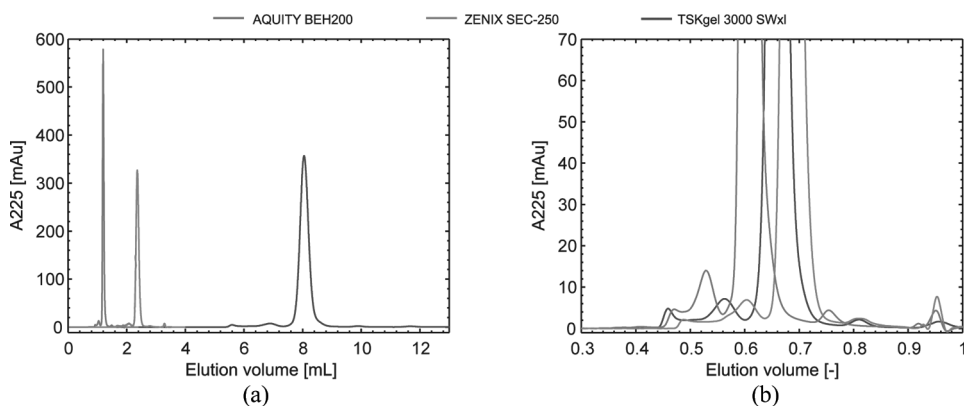 AQUITY BEH200 ZENIX SEC-250 TSKgel 3000 SWxl
600
500
400
300
200
100
0
A225 [mAu]
0 2 4 6 8 10 12
Elution volume [mL]
(a)
70
60
50
40
30
20
10
0
A225 [mAu]
0.3 0.4 0.5 0.6 0.7 0.8 0.9 1
Elution volume [-]
(b)